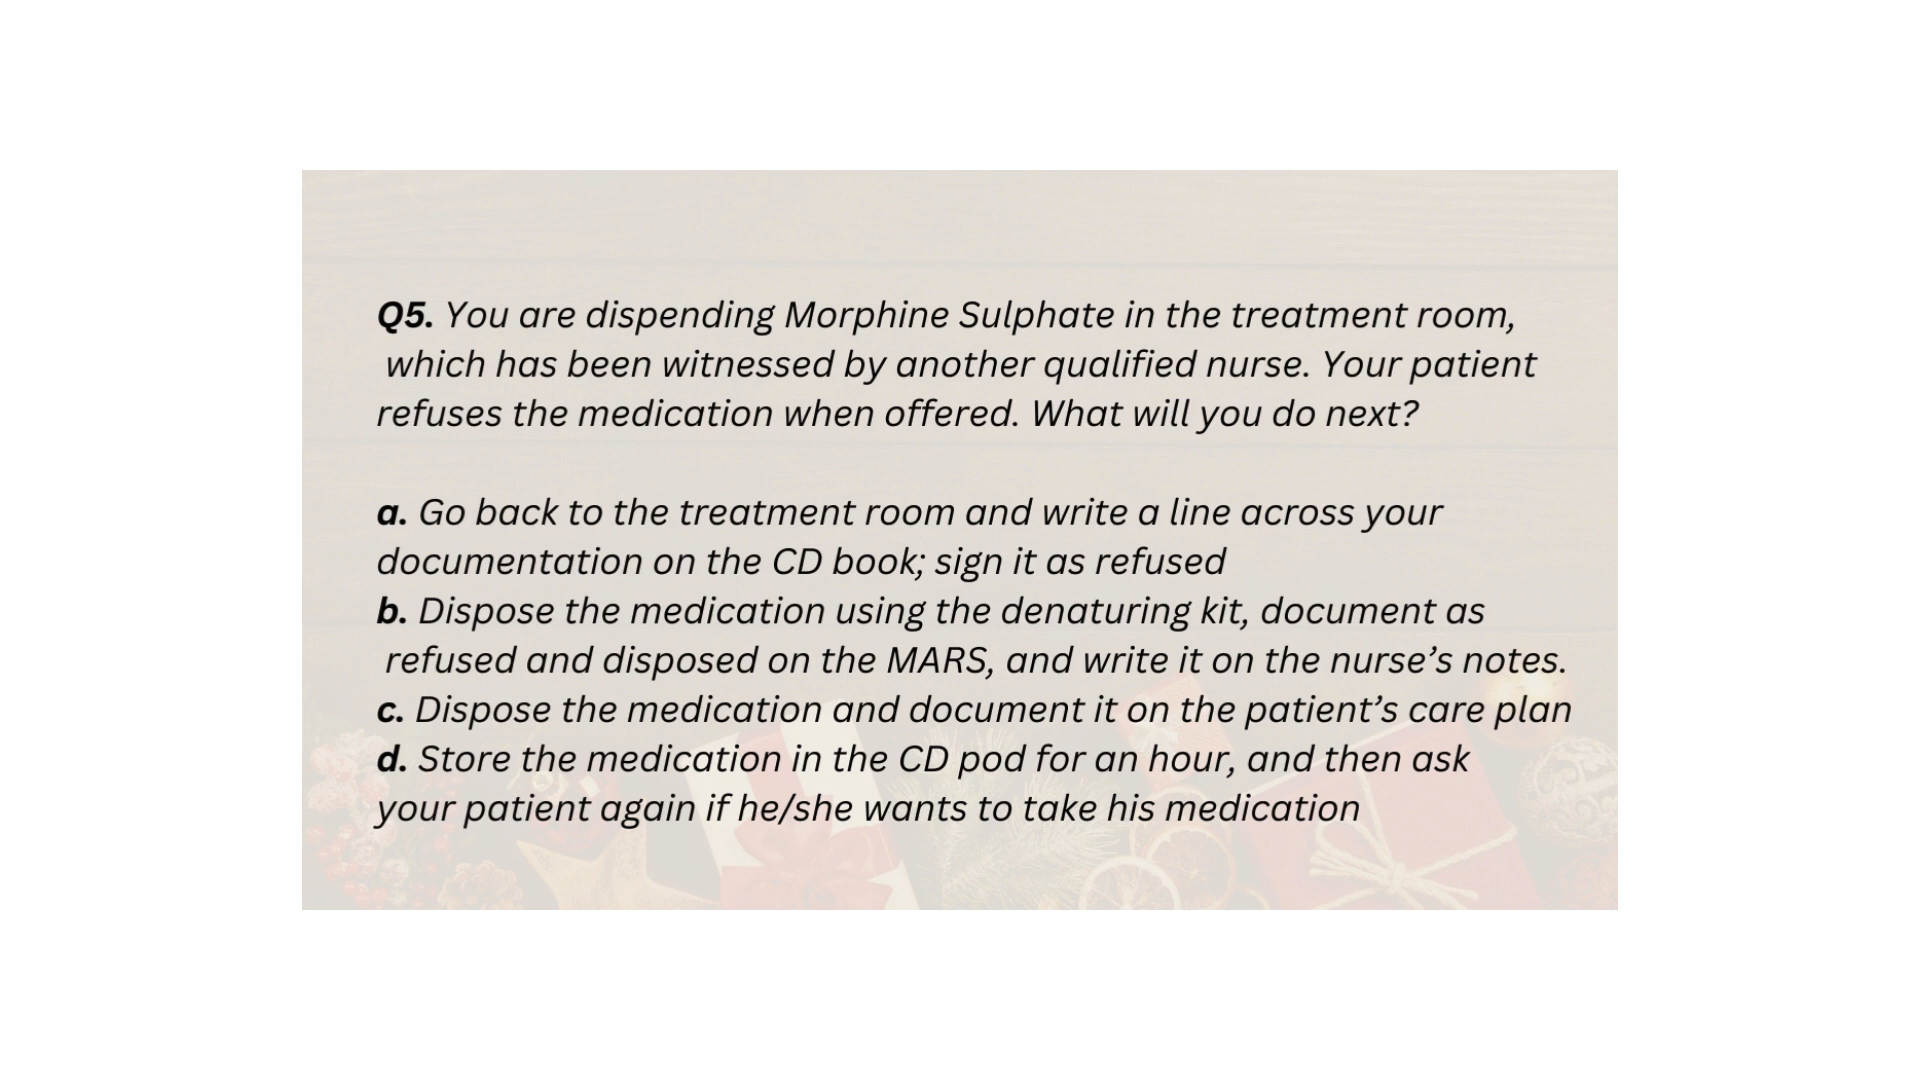 Q5. You are dispending Morphine Sulphate in the treatment room,
which has been witnessed by another qualified nurse. Your patient
refuses the medication when offered. What will you do next?
a. Go back to the treatment room and write a line across your
documentation on the CD book; sign it as refused
b. Dispose the medication using the denaturing kit, document as
refused and disposed on the MARS, and write it on the nurse’s notes.
c. Dispose the medication and document it on the patient’s care plan
d. Store the medication in the CD pod for an hour, and then ask
your patient again if he/she wants to take his medication